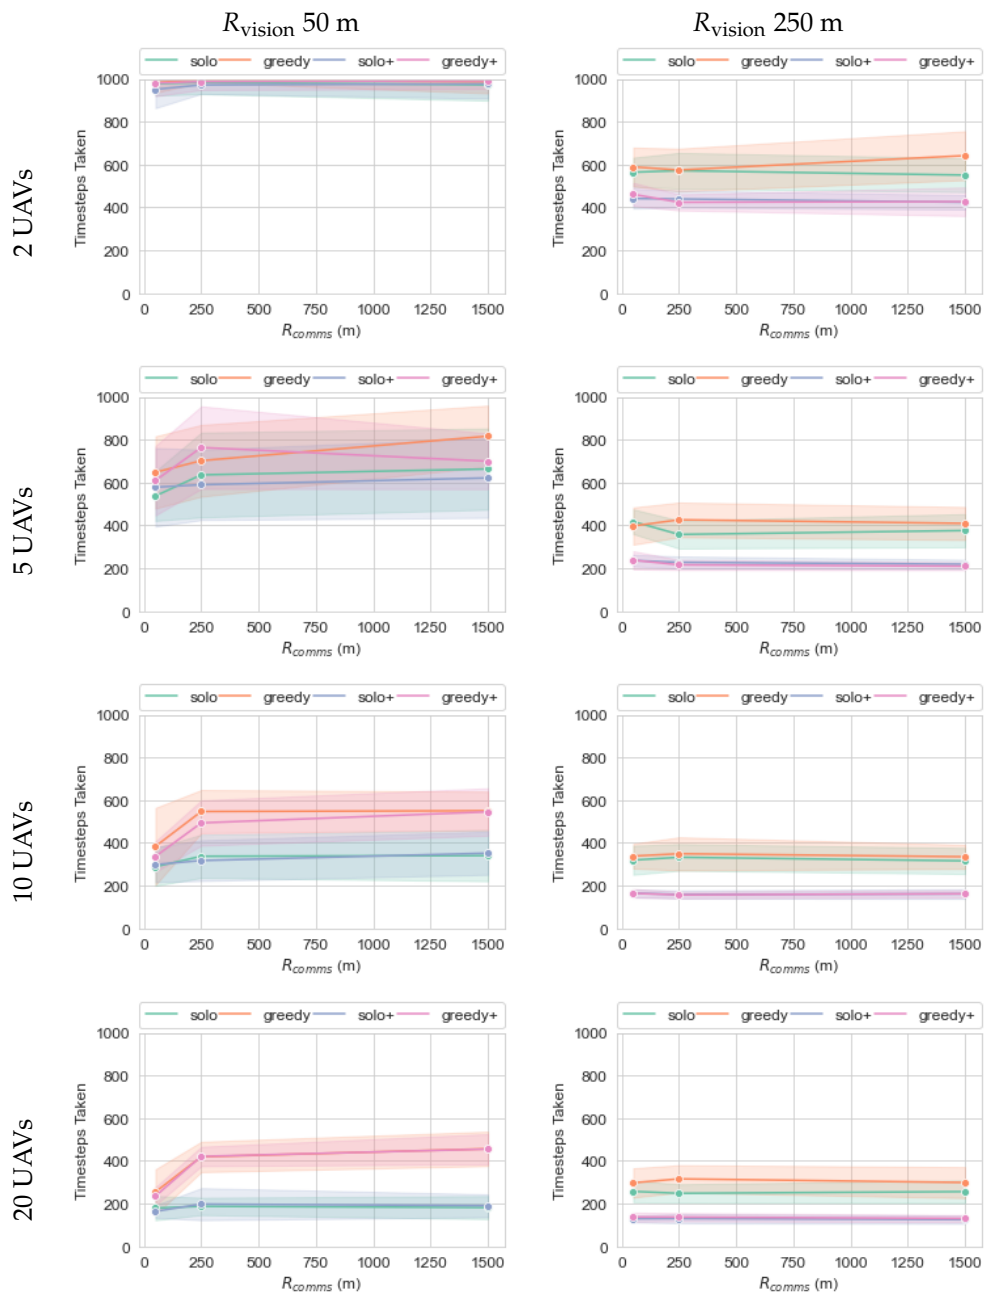 R_vision 50 m R_vision 250 m
solo greedy solo+ greedy+
1000
800
600
400
200
0
Timesteps Taken
0 250 500 750 1000 1250 1500
R_comms (m)
2 UAVs
solo greedy solo+ greedy+
1000
800
600
400
200
0
Timesteps Taken
0 250 500 750 1000 1250 1500
R_comms (m)
solo greedy solo+ greedy+
1000
800
600
400
200
0
Timesteps Taken
0 250 500 750 1000 1250 1500
R_comms (m)
5 UAVs
solo greedy solo+ greedy+
1000
800
600
400
200
0
Timesteps Taken
0 250 500 750 1000 1250 1500
R_comms (m)
solo greedy solo+ greedy+
1000
800
600
400
200
0
Timesteps Taken
0 250 500 750 1000 1250 1500
R_comms (m)
10 UAVs
solo greedy solo+ greedy+
1000
800
600
400
200
0
Timesteps Taken
0 250 500 750 1000 1250 1500
R_comms (m)
solo greedy solo+ greedy+
1000
800
600
400
200
0
Timesteps Taken
0 250 500 750 1000 1250 1500
R_comms (m)
20 UAVs
solo greedy solo+ greedy+
1000
800
600
400
200
0
Timesteps Taken
0 250 500 750 1000 1250 1500
R_comms (m)